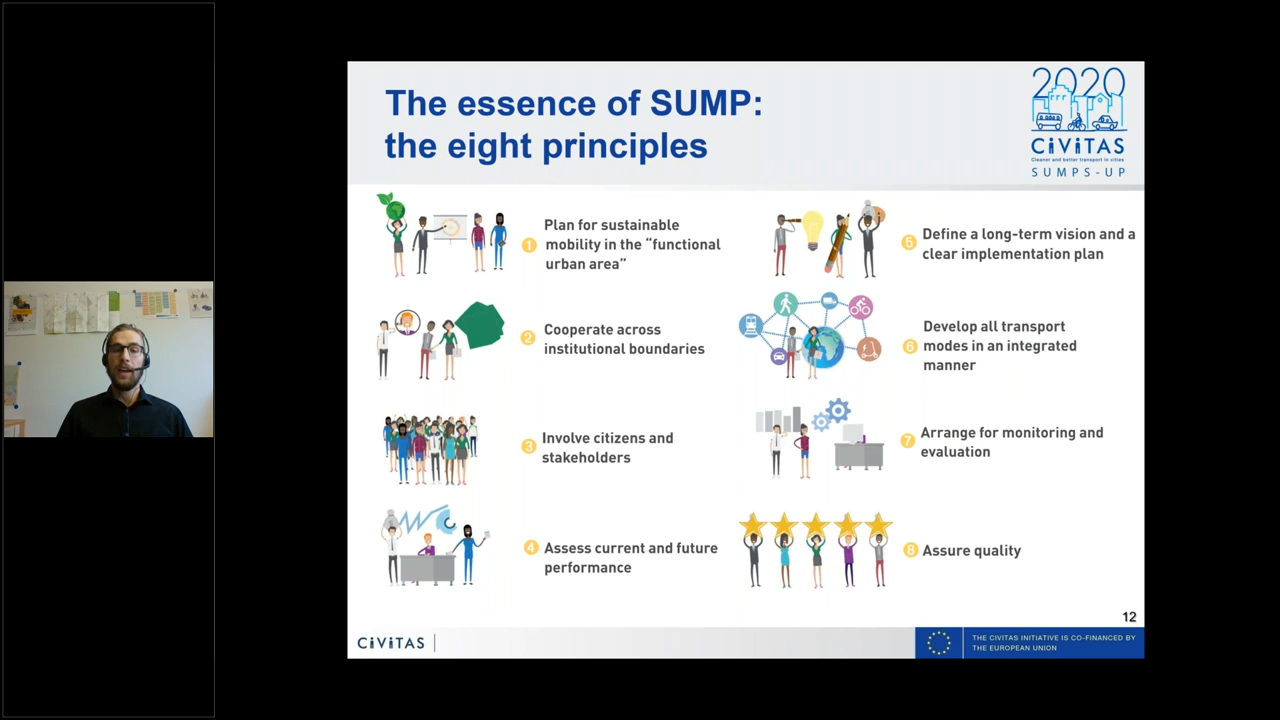 The essence of SUMP:
the eight principles
2020
CiViTAS
Cleaner and better transport in cities
SUMPS-UP
1
Plan for sustainable
mobility in the “functional
urban area”
2
Cooperate across
institutional boundaries
3
Involve citizens and
stakeholders
4
Assess current and future
performance
5
Define a long-term vision and a
clear implementation plan
6
Develop all transport
modes in an integrated
manner
7
Arrange for monitoring and
evaluation
8
Assure quality
12
CiViTAS
THE CIVITAS INITIATIVE IS CO-FINANCED BY
THE EUROPEAN UNION